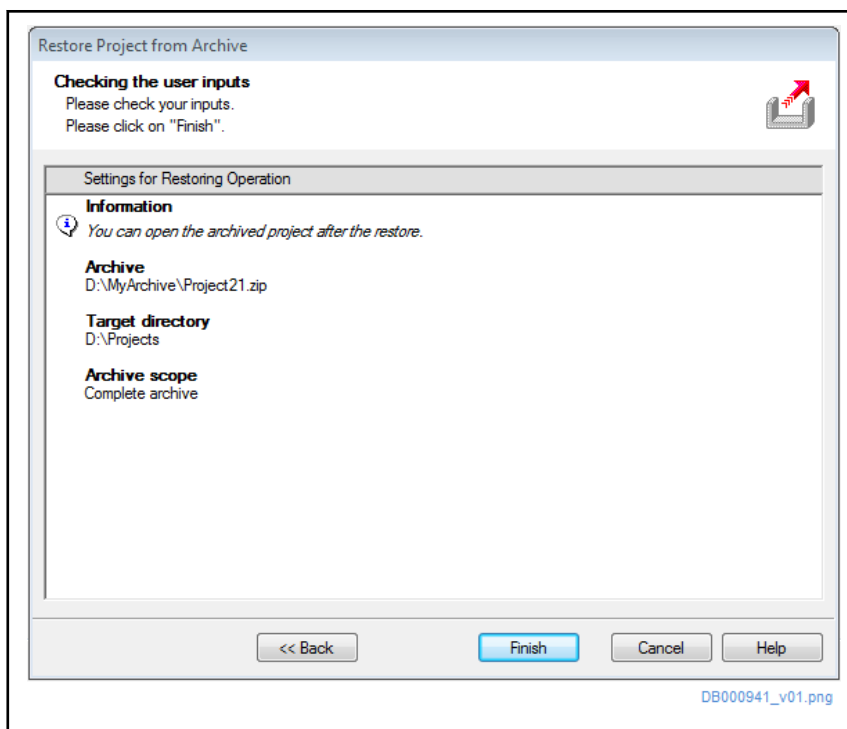 Restore Project from Archive
Checking the user inputs
Please check your inputs.
Please click on "Finish".
Settings for Restoring Operation
Information
You can open the archived project after the restore.
Archive
D:\MyArchive\Project21.zip
Target directory
D:\Projects
Archive scope
Complete archive
<< Back
Finish
Cancel
Help
DB000941_v01.png